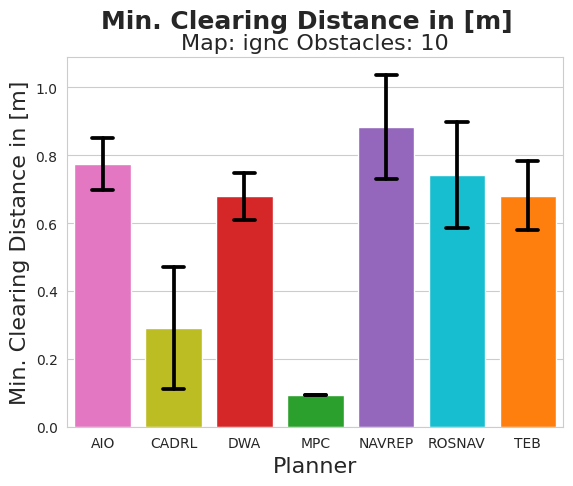 Min. Clearing Distance in [m]
Map: ignc Obstacles: 10
Min. Clearing Distance in [m]
1.0
0.8
0.6
0.4
0.2
0.0
AIO CADRL DWA MPC NAVREP ROSNAV TEB
Planner